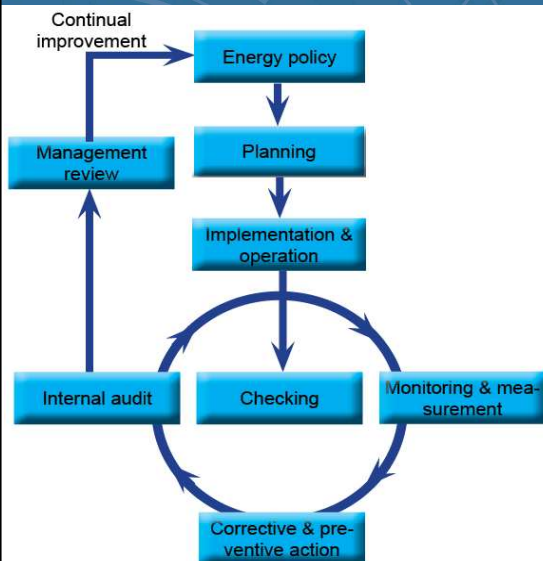 Continual
improvement
Energy policy
Management
review
Planning
Implementation &
operation
Internal audit
Checking
Monitoring & mea-
surement
Corrective & pre-
ventive action